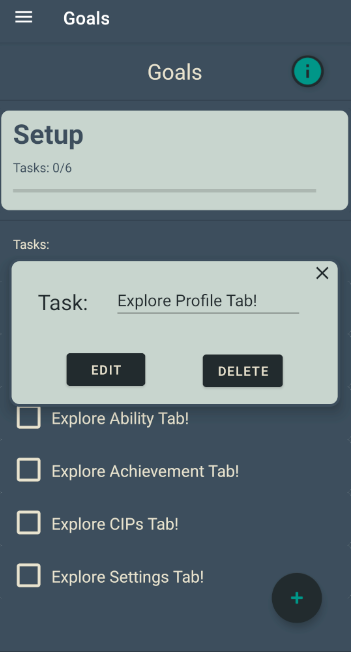 Goals
Goals
Setup
Tasks: 0/6
Tasks:
Task: Explore Profile Tab!
EDIT DELETE
Explore Ability Tab!
Explore Achievement Tab!
Explore CIPs Tab!
Explore Settings Tab!